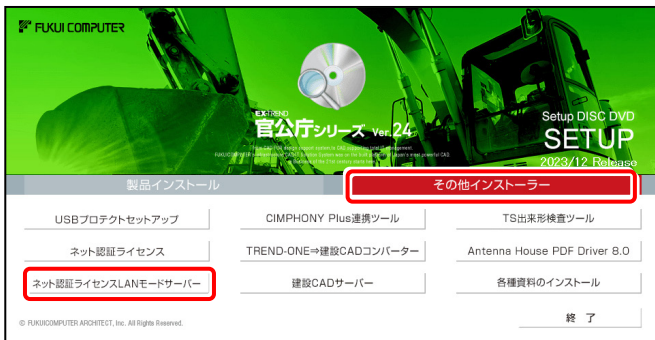 FUKUI COMPUTER
EX-TREND
官公庁シリーズ Ver.24
Setup DISC DVD
SETUP
2023/12 Release
製品インストール
その他インストーラー
USBプロテクトセットアップ
CIMPHONY Plus連携ツール
TS出来形検査ツール
ネット認証ライセンス
TREND-ONE⇒建設CADコンバーター
Antenna House PDF Driver 8.0
ネット認証ライセンスLANモードサーバー
建設CADサーバー
各種資料のインストール
© FUKUICOMPUTER ARCHITECT, Inc. All Rights Reserved.
終 了